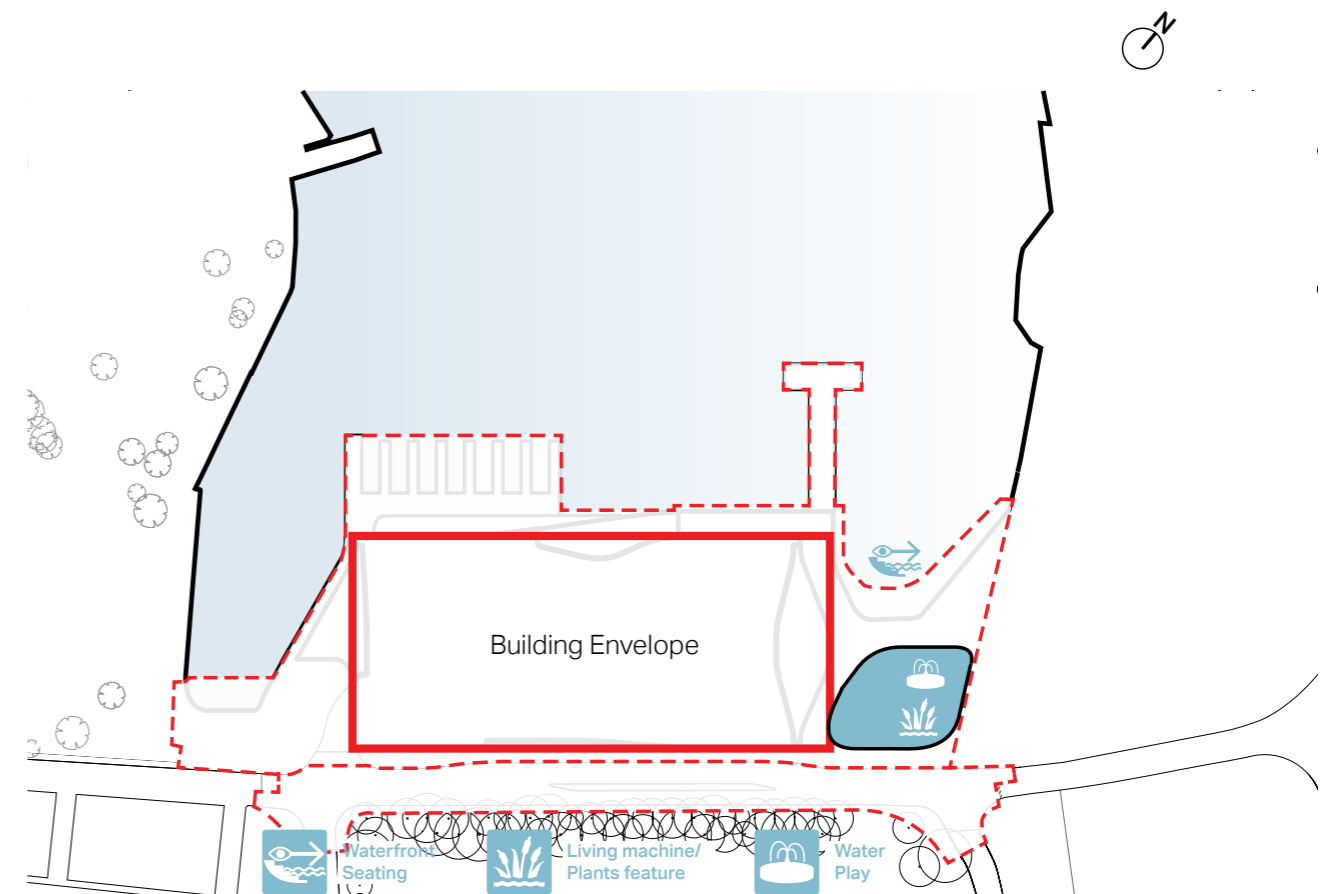 N
Building Envelope
Waterfront
Seating
Living machine/
Plants feature
Water
Play